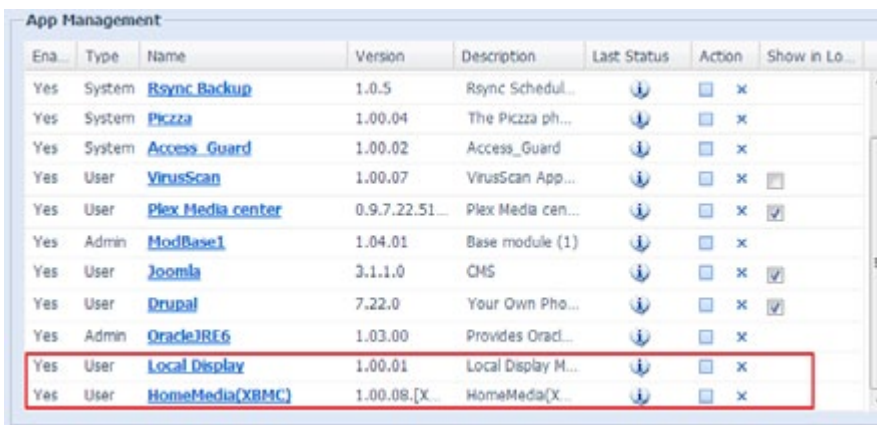 App Management
Ena... Type Name Version Description Last Status Action Show in Lo...
Yes System Rsync Backup 1.0.5 Rsync Schedul...
Yes System Piczza 1.00.04 The Piczza ph...
Yes System Access_Guard 1.00.02 Access_Guard
Yes User VirusScan 1.00.07 VirusScan App...
Yes User Plex Media center 0.9.7.22.51... Plex Media cen...
Yes Admin ModBase1 1.04.01 Base module (1)
Yes User Joomla 3.1.1.0 CMS
Yes User Drupal 7.22.0 Your Own Pho...
Yes Admin OracleJRE6 1.03.00 Provides Oracl...
Yes User Local Display 1.00.01 Local Display M...
Yes User HomeMedia(XBMC) 1.00.08.[X... HomeMedia(X...